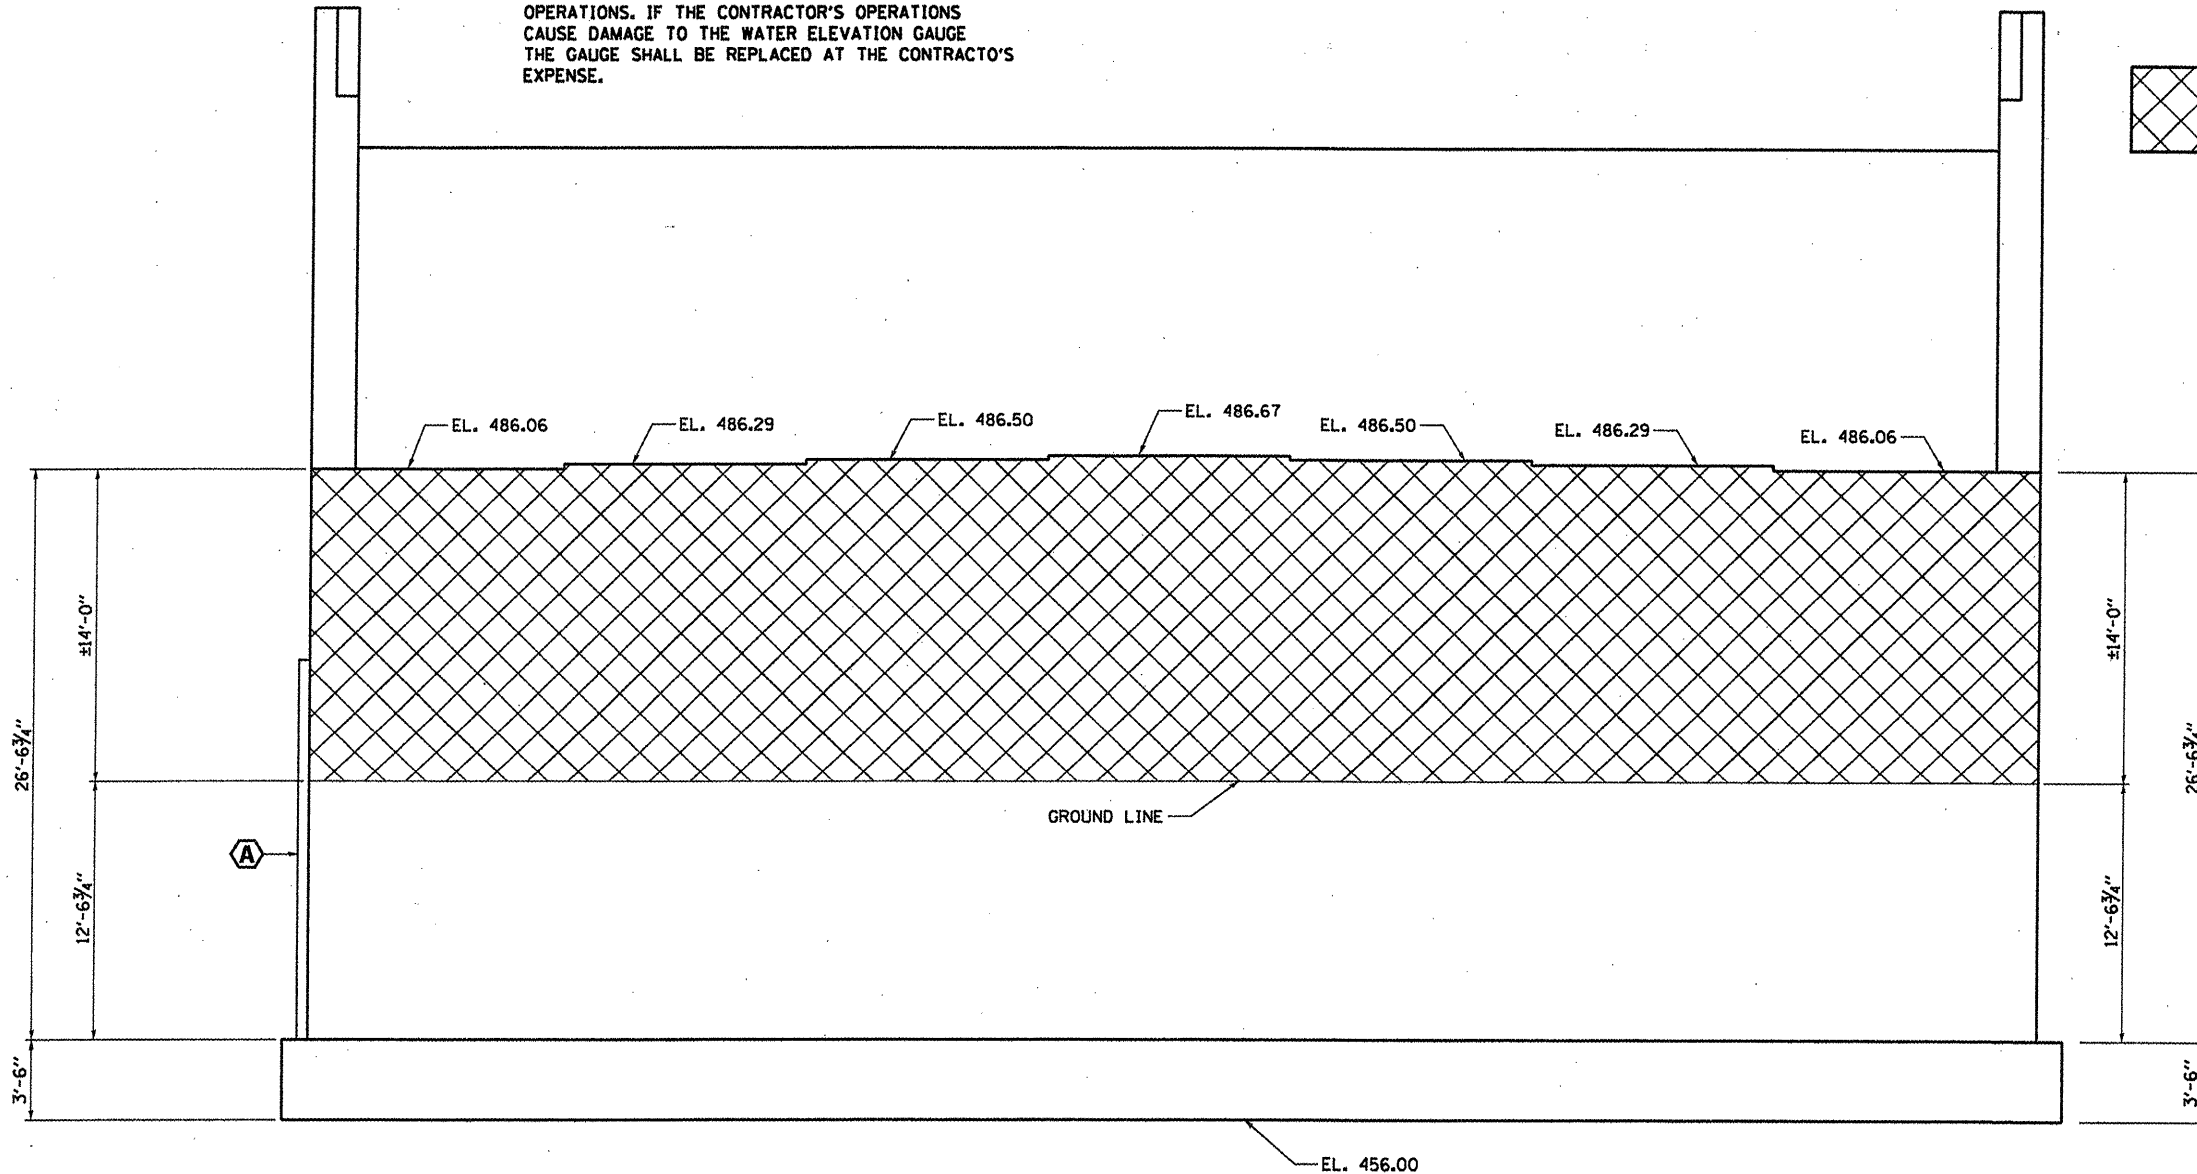 OPERATIONS. IF THE CONTRACTOR'S OPERATIONS
CAUSE DAMAGE TO THE WATER ELEVATION GAUGE
THE GAUGE SHALL BE REPLACED AT THE CONTRACTO'S
EXPENSE.
EL. 486.06
EL. 486.29
EL. 486.50
EL. 486.67
EL. 486.50
EL. 486.29
EL. 486.06
±14'-0"
±14'-0"
26'-6¾"
26'-6¾"
GROUND LINE
A
12'-6¾"
12'-6¾"
3'-6"
3'-6"
EL. 456.00